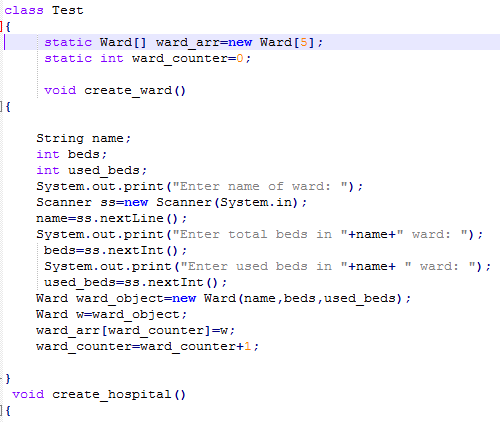 class Test
{
static Ward[] ward_arr=new Ward[5];
static int ward_counter=0;
void create_ward()
{
String name;
int beds;
int used_beds;
System.out.print("Enter name of ward: ");
Scanner ss=new Scanner(System.in);
name=ss.nextLine();
System.out.print("Enter total beds in "+name+" ward: ");
beds=ss.nextInt();
System.out.print("Enter used beds in "+name+ " ward: ");
used_beds=ss.nextInt();
Ward ward_object=new Ward(name,beds,used_beds);
Ward w=ward_object;
ward_arr[ward_counter]=w;
ward_counter=ward_counter+1;
}
void create_hospital()
{